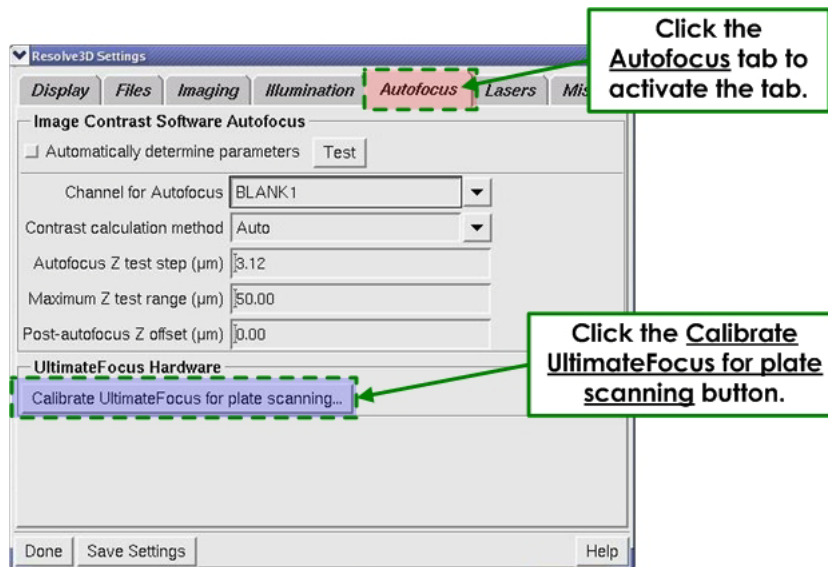 Click the
Autofocus tab to
activate the tab.
Resolve3D Settings
Display Files Imaging Illumination Autofocus Lasers
Image Contrast Software Autofocus
Automatically determine parameters Test
Channel for Autofocus BLANK1
Contrast calculation method Auto
Autofocus Z test step (µm) 3.12
Maximum Z test range (µm) 50.00
Post-autofocus Z offset (µm) 0.00
Click the Calibrate
UltimateFocus for plate
scanning button.
UltimateFocus Hardware
Calibrate UltimateFocus for plate scanning...
Done Save Settings Help